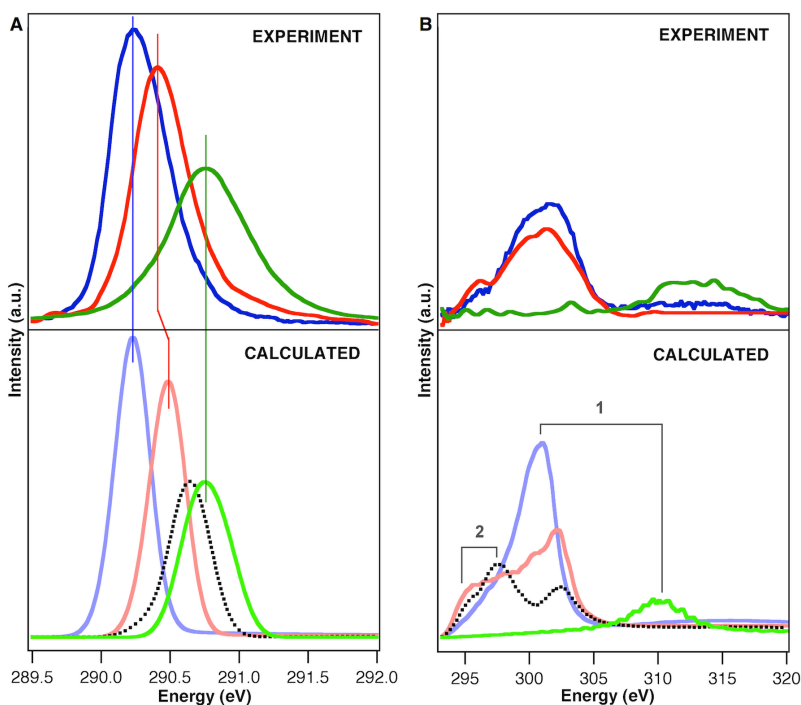 A
EXPERIMENT
CALCULATED
Intensity (a.u.)
289.5 290.0 290.5 291.0 291.5 292.0
Energy (eV)
B
EXPERIMENT
CALCULATED
1
2
Intensity (a.u.)
295 300 305 310 315 320
Energy (eV)